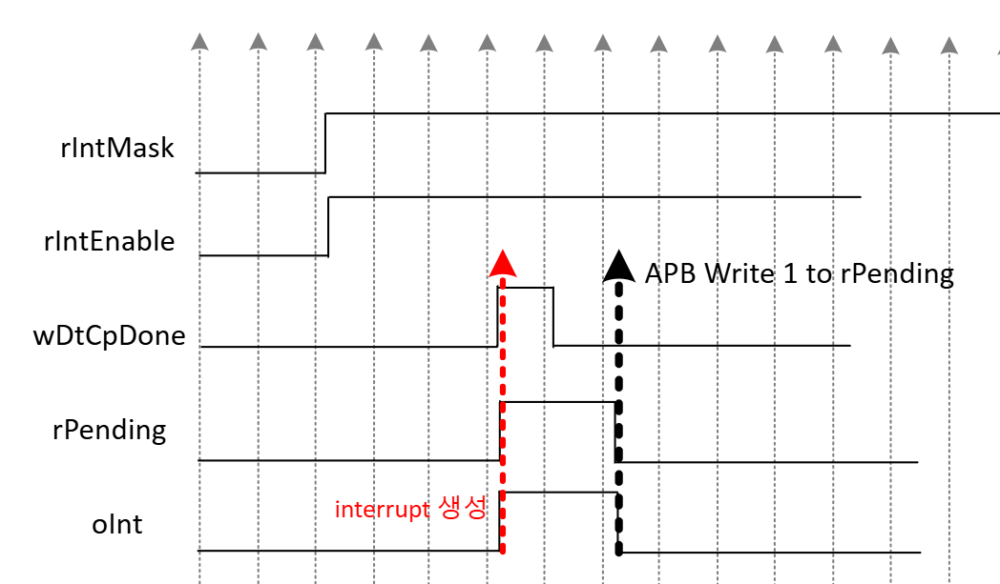 rIntMask
rIntEnable
APB Write 1 to rPending
wDtCpDone
rPending
interrupt 생성
oInt